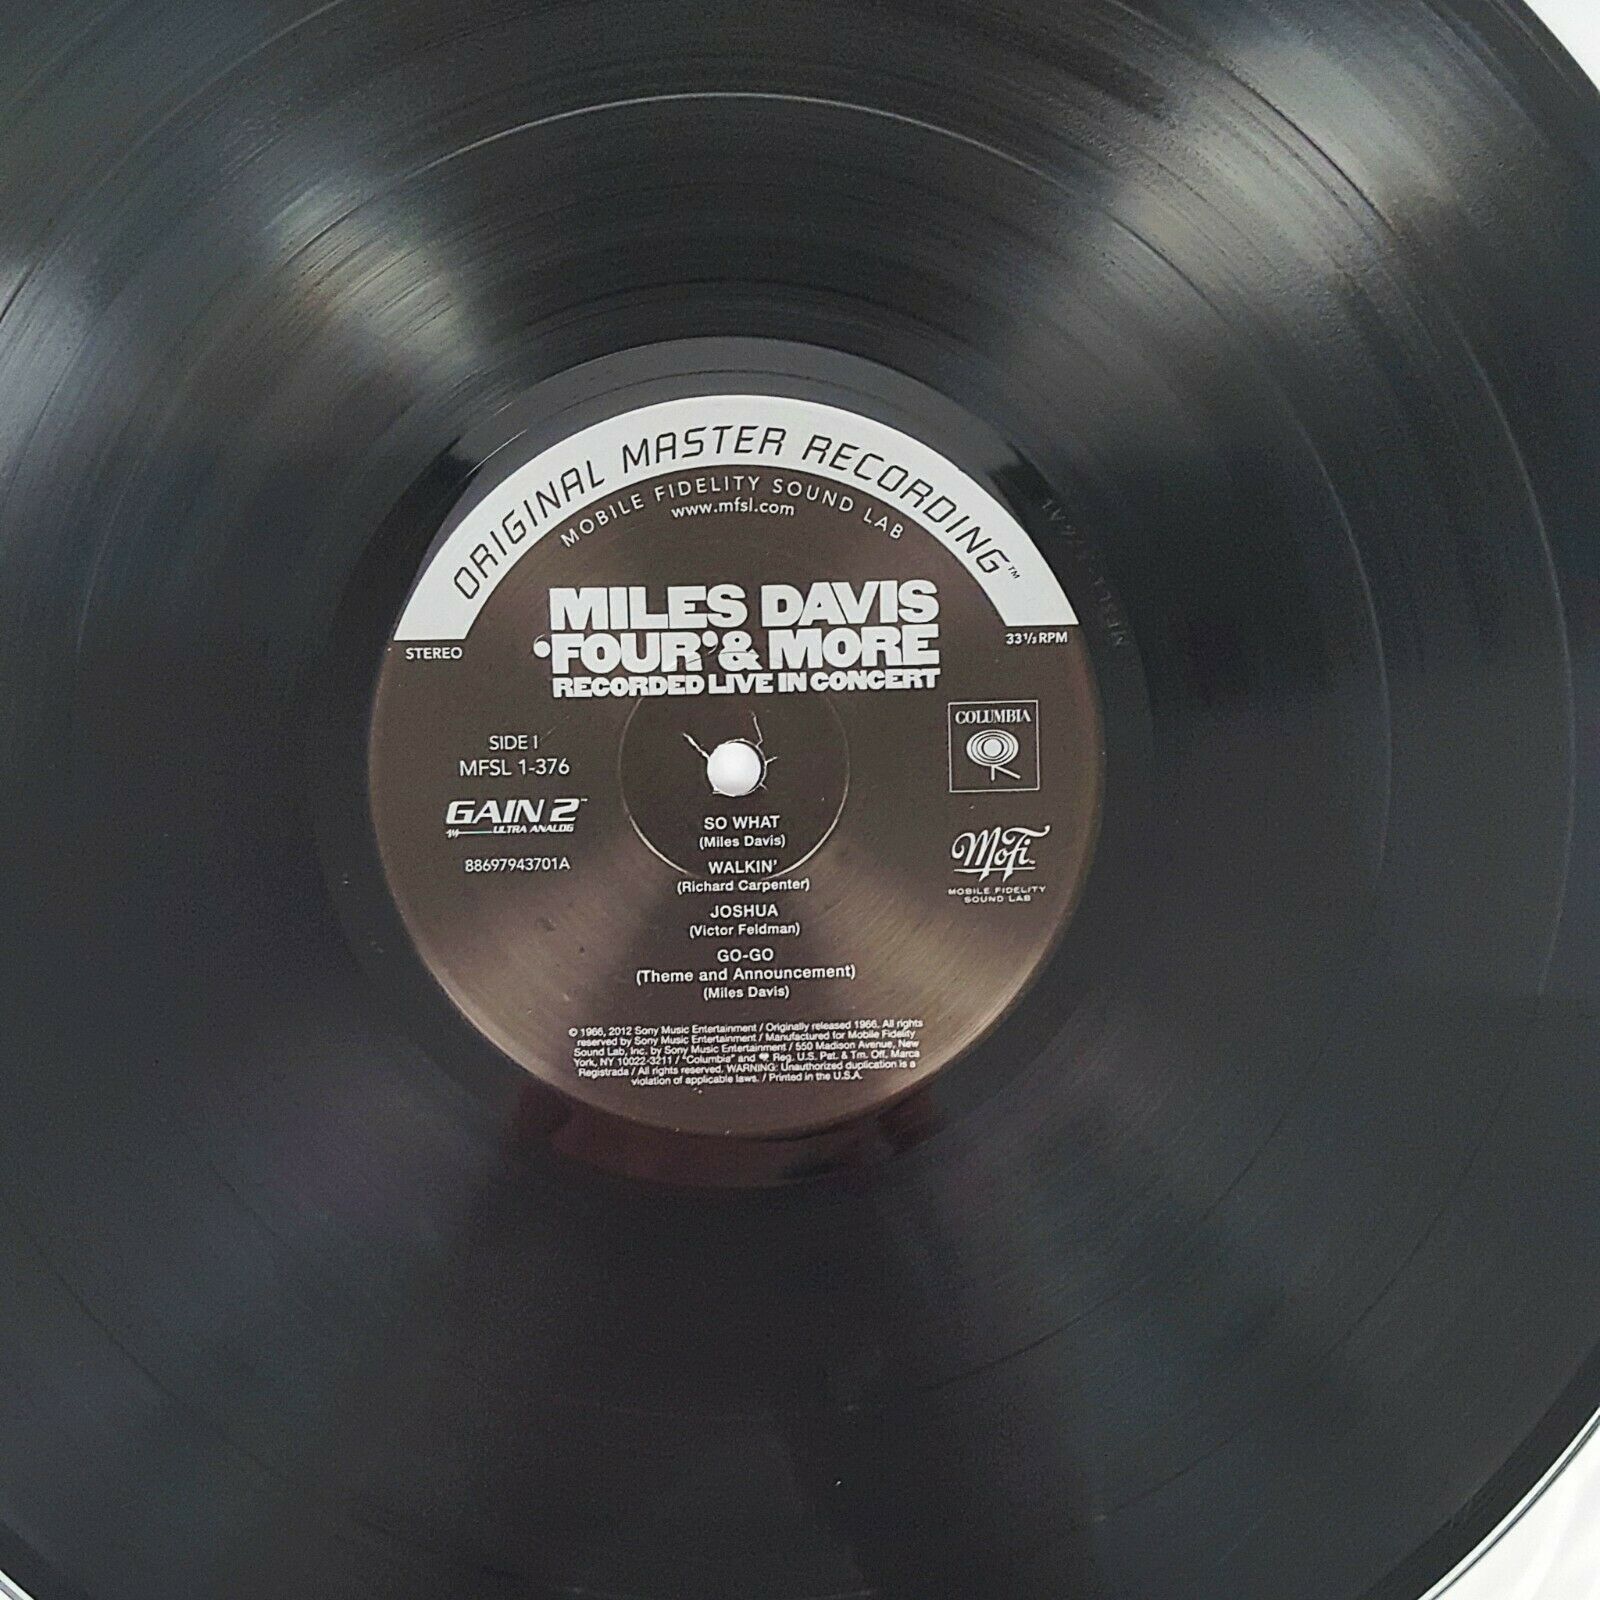 ORIGINAL MASTER RECORDING™
MOBILE FIDELITY SOUND LAB
www.mfsl.com
MILES DAVIS
'FOUR' & MORE
RECORDED LIVE IN CONCERT
STEREO
33 1/3 RPM
SIDE 1
MFSL 1-376
GAIN 2™
ULTRA ANALOG
88697943701A
COLUMBIA
MoFi™
MOBILE FIDELITY
SOUND LAB
SO WHAT
(Miles Davis)
WALKIN'
(Richard Carpenter)
JOSHUA
(Victor Feldman)
GO-GO
(Theme and Announcement)
(Miles Davis)
© 1966, 2012 Sony Music Entertainment / Originally released 1966. All rights
reserved by Sony Music Entertainment / Manufactured for Mobile Fidelity
Sound Lab, Inc. by Sony Music Entertainment / 550 Madison Avenue, New
York, NY 10022-3211 / "Columbia" and Reg. U.S. Pat. & Tm. Off. Marca
Registrada / All rights reserved. WARNING: Unauthorized duplication is a
violation of applicable laws. / Printed in the U.S.A.